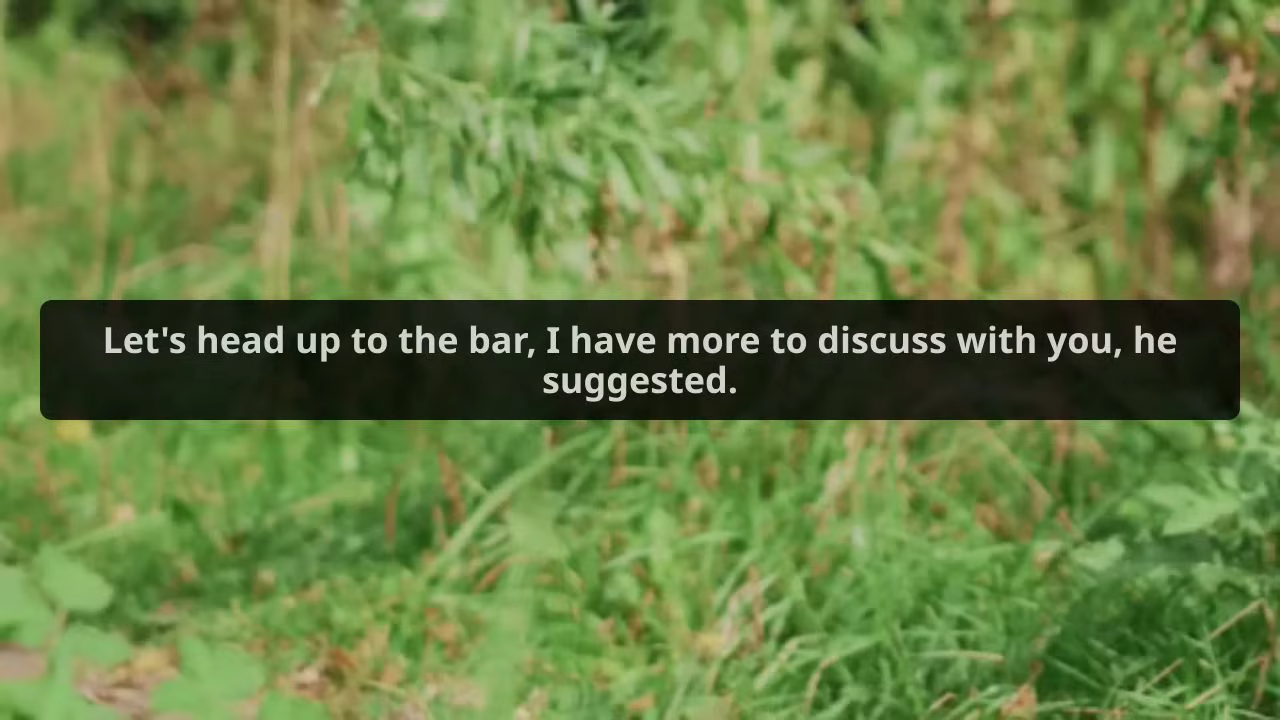 Let's head up to the bar, I have more to discuss with you, he
suggested.